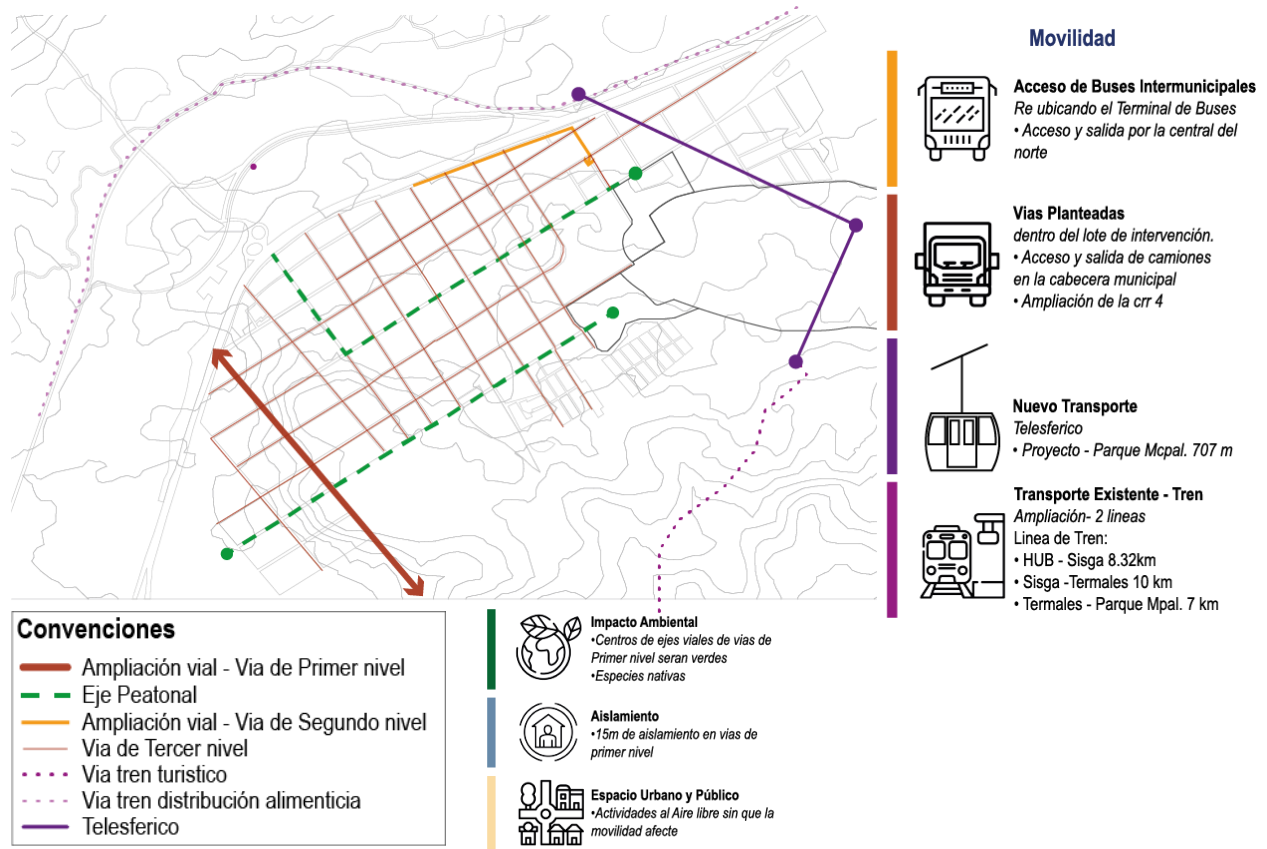 Movilidad
Acceso de Buses Intermunicipales
Re ubicando el Terminal de Buses
• Acceso y salida por la central del
norte
Vias Planteadas
dentro del lote de intervención.
• Acceso y salida de camiones
en la cabecera municipal
• Ampliación de la crr 4
Nuevo Transporte
Telesferico
• Proyecto - Parque Mcpal. 707 m
Transporte Existente - Tren
Ampliación- 2 lineas
Linea de Tren:
• HUB - Sisga 8.32km
• Sisga -Termales 10 km
• Termales - Parque Mpal. 7 km
Convenciones
Ampliación vial - Via de Primer nivel
Eje Peatonal
Ampliación vial - Via de Segundo nivel
Via de Tercer nivel
Via tren turistico
Via tren distribución alimenticia
Telesferico
Impacto Ambiental
•Centros de ejes viales de vias de
Primer nivel seran verdes
•Especies nativas
Aislamiento
•15m de aislamiento en vias de
primer nivel
Espacio Urbano y Público
•Actividades al Aire libre sin que la
movilidad afecte